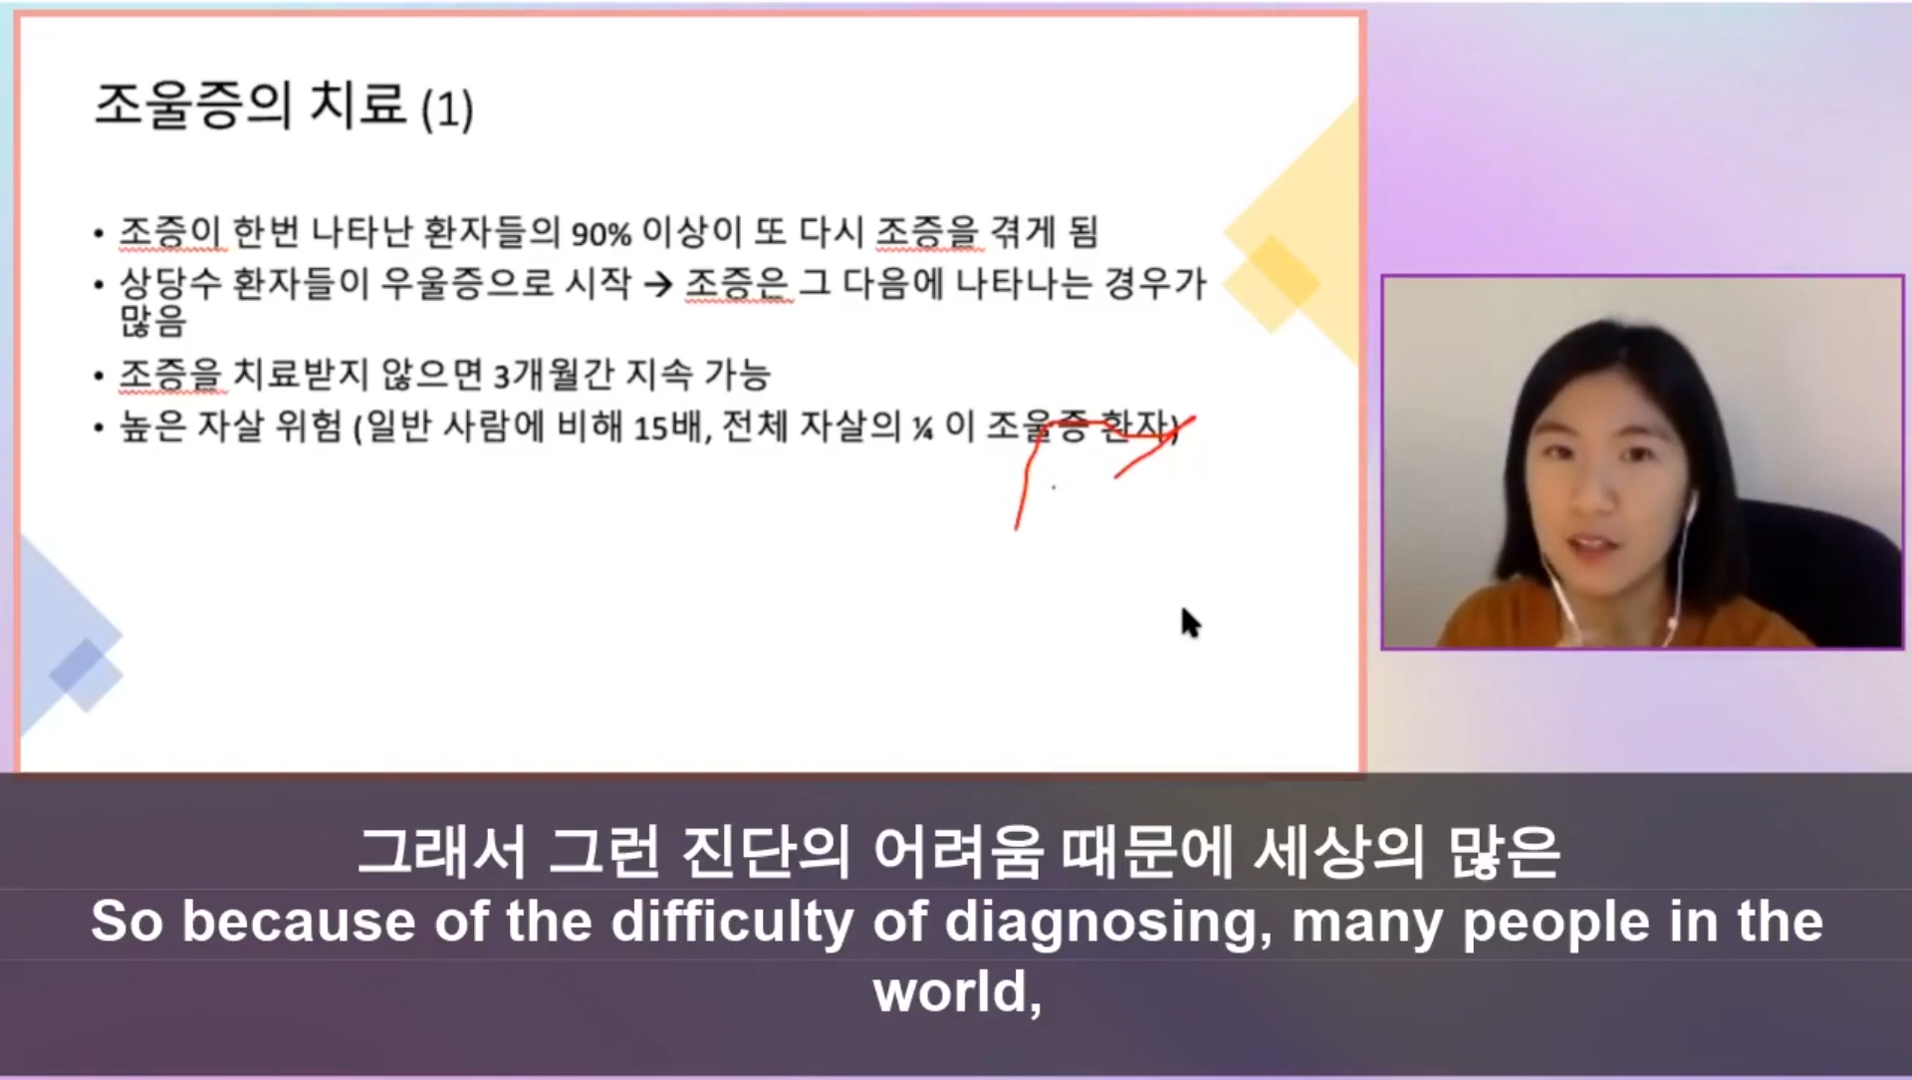 조울증의 치료 (1)
• 조증이 한번 나타난 환자들의 90% 이상이 또 다시 조증을 겪게 됨
• 상당수 환자들이 우울증으로 시작 → 조증은 그 다음에 나타나는 경우가
많음
• 조증을 치료받지 않으면 3개월간 지속 가능
• 높은 자살 위험 (일반 사람에 비해 15배, 전체 자살의 ¼ 이 조울증 환자)
그래서 그런 진단의 어려움 때문에 세상의 많은
So because of the difficulty of diagnosing, many people in the
world,